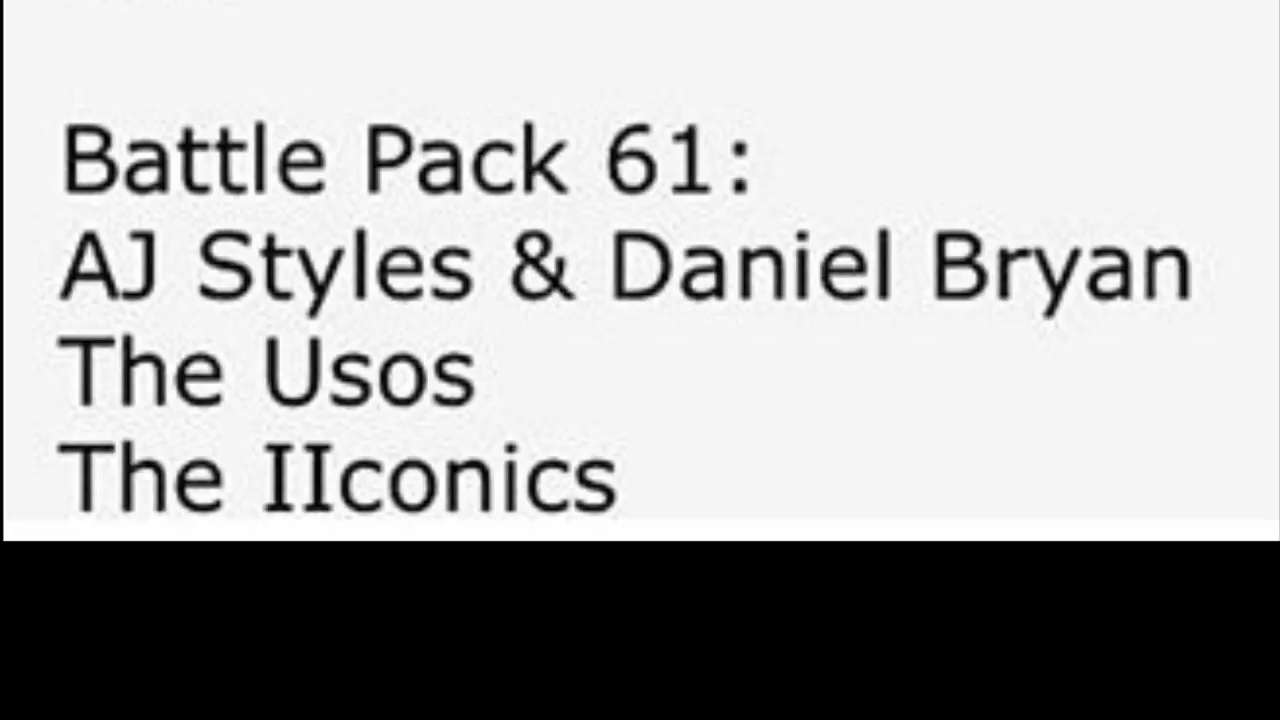 Battle Pack 61:
AJ Styles & Daniel Bryan
The Usos
The IIconics